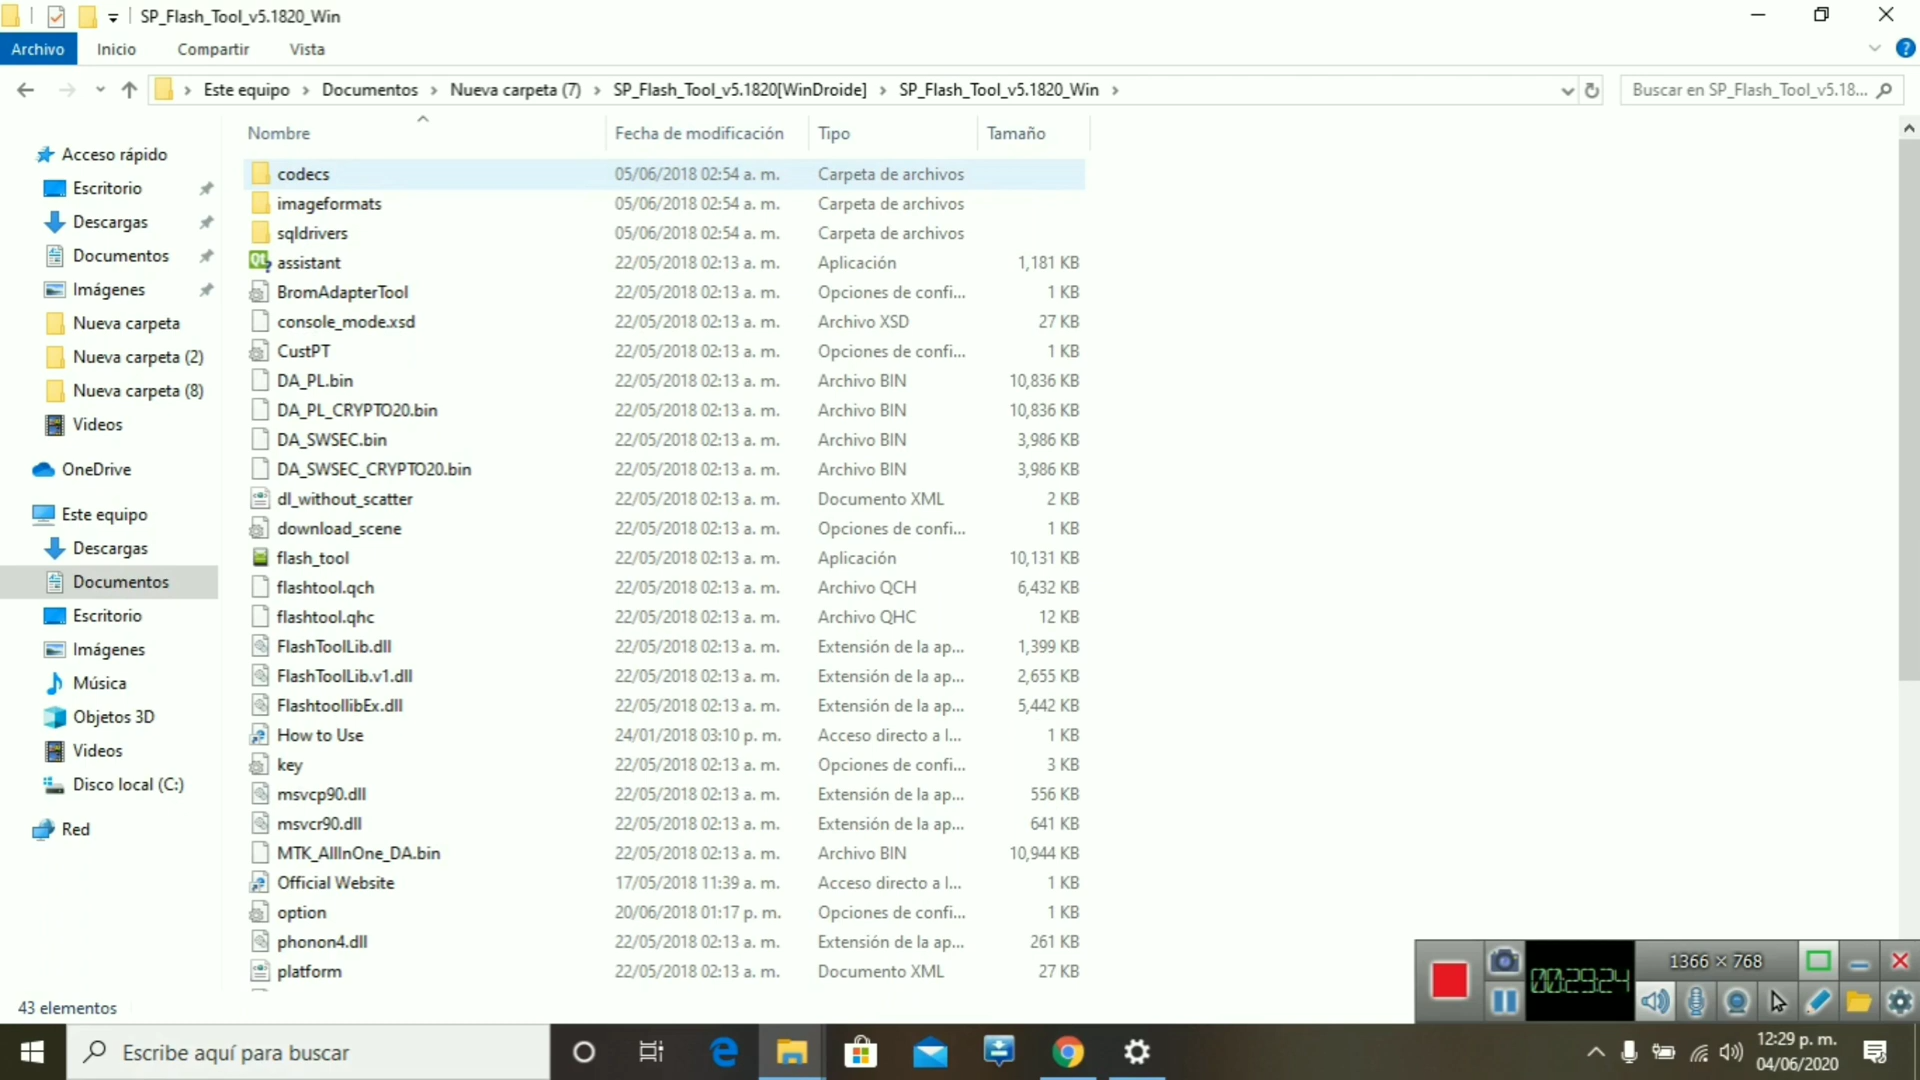 SP_Flash_Tool_v5.1820_Win
Archivo Inicio Compartir Vista
Este equipo Documentos Nueva carpeta (7) SP_Flash_Tool_v5.1820[WinDroide] SP_Flash_Tool_v5.1820_Win
Buscar en SP_Flash_Tool_v5.18...
Acceso rápido
Escritorio
Descargas
Documentos
Imágenes
Nueva carpeta
Nueva carpeta (2)
Nueva carpeta (8)
Videos
OneDrive
Este equipo
Descargas
Documentos
Escritorio
Imágenes
Música
Objetos 3D
Videos
Disco local (C:)
Red
Nombre Fecha de modificación Tipo Tamaño
codecs 05/06/2018 02:54 a. m. Carpeta de archivos
imageformats 05/06/2018 02:54 a. m. Carpeta de archivos
sqldrivers 05/06/2018 02:54 a. m. Carpeta de archivos
assistant 22/05/2018 02:13 a. m. Aplicación 1,181 KB
BromAdapterTool 22/05/2018 02:13 a. m. Opciones de confi... 1 KB
console_mode.xsd 22/05/2018 02:13 a. m. Archivo XSD 27 KB
CustPT 22/05/2018 02:13 a. m. Opciones de confi... 1 KB
DA_PL.bin 22/05/2018 02:13 a. m. Archivo BIN 10,836 KB
DA_PL_CRYPTO20.bin 22/05/2018 02:13 a. m. Archivo BIN 10,836 KB
DA_SWSEC.bin 22/05/2018 02:13 a. m. Archivo BIN 3,986 KB
DA_SWSEC_CRYPTO20.bin 22/05/2018 02:13 a. m. Archivo BIN 3,986 KB
dl_without_scatter 22/05/2018 02:13 a. m. Documento XML 2 KB
download_scene 22/05/2018 02:13 a. m. Opciones de confi... 1 KB
flash_tool 22/05/2018 02:13 a. m. Aplicación 10,131 KB
flashtool.qch 22/05/2018 02:13 a. m. Archivo QCH 6,432 KB
flashtool.qhc 22/05/2018 02:13 a. m. Archivo QHC 12 KB
FlashToolLib.dll 22/05/2018 02:13 a. m. Extensión de la ap... 1,399 KB
FlashToolLib.v1.dll 22/05/2018 02:13 a. m. Extensión de la ap... 2,655 KB
FlashtoollibEx.dll 22/05/2018 02:13 a. m. Extensión de la ap... 5,442 KB
How to Use 24/01/2018 03:10 p. m. Acceso directo a I... 1 KB
key 22/05/2018 02:13 a. m. Opciones de confi... 3 KB
msvcp90.dll 22/05/2018 02:13 a. m. Extensión de la ap... 556 KB
msvcr90.dll 22/05/2018 02:13 a. m. Extensión de la ap... 641 KB
MTK_AllInOne_DA.bin 22/05/2018 02:13 a. m. Archivo BIN 10,944 KB
Official Website 17/05/2018 11:39 a. m. Acceso directo a I... 1 KB
option 20/06/2018 01:17 p. m. Opciones de confi... 1 KB
phonon4.dll 22/05/2018 02:13 a. m. Extensión de la ap... 261 KB
platform 22/05/2018 02:13 a. m. Documento XML 27 KB
43 elementos
00:29:24
1366 × 768
Escribe aquí para buscar
12:29 p. m.
04/06/2020